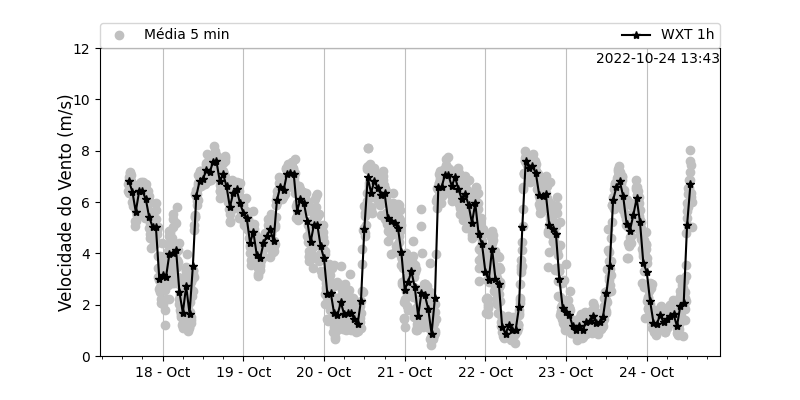 Média 5 min
WXT 1h
2022-10-24 13:43
Velocidade do Vento (m/s)
12
10
8
6
4
2
0
18 - Oct
19 - Oct
20 - Oct
21 - Oct
22 - Oct
23 - Oct
24 - Oct